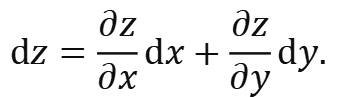 dz = ∂z/∂x dx + ∂z/∂y dy.